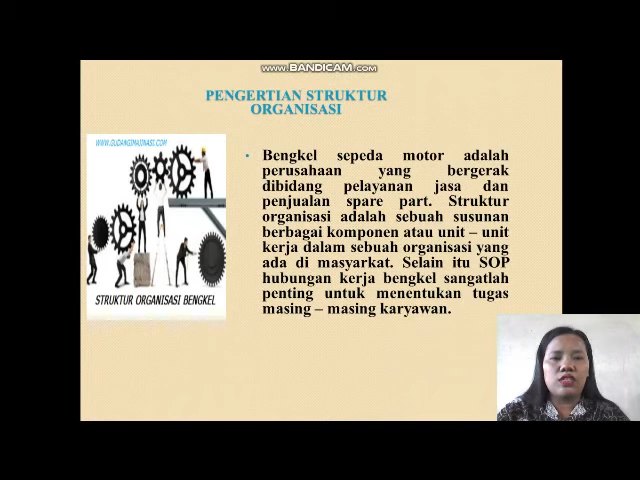 www.BANDICAM.com
PENGERTIAN STRUKTUR
ORGANISASI
WWW.GUDANGIMAJINASI.COM
• Bengkel sepeda motor adalah
perusahaan yang bergerak
dibidang pelayanan jasa dan
penjualan spare part. Struktur
organisasi adalah sebuah susunan
berbagai komponen atau unit – unit
kerja dalam sebuah organisasi yang
ada di masyarkat. Selain itu SOP
hubungan kerja bengkel sangatlah
penting untuk menentukan tugas
masing – masing karyawan.
STRUKTUR ORGANISASI BENGKEL